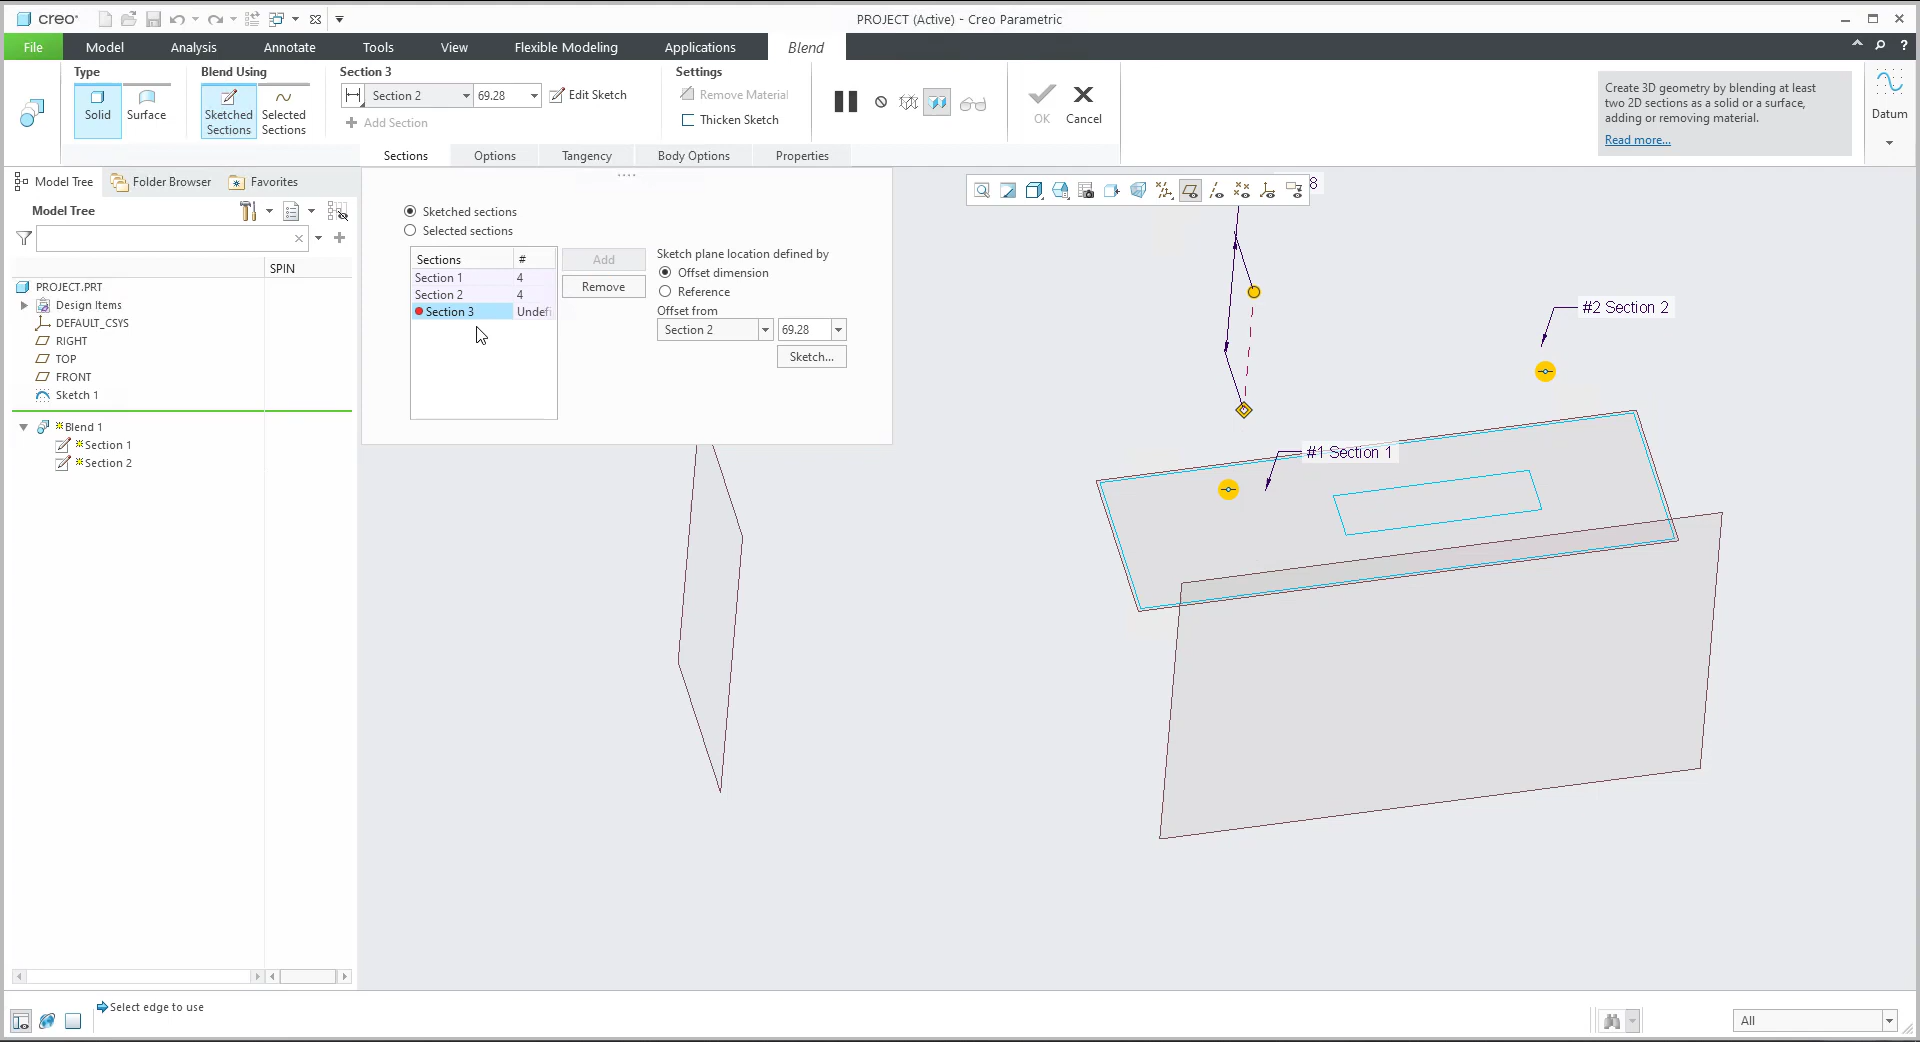 creo®
PROJECT (Active) - Creo Parametric
File Model Analysis Annotate Tools View Flexible Modeling Applications Blend
Type
Solid
Surface
Blend Using
Sketched Sections
Selected Sections
Section 3
Section 2 69.28 Edit Sketch
Add Section
Settings
Remove Material
Thicken Sketch
OK
Cancel
Create 3D geometry by blending at least
two 2D sections as a solid or a surface,
adding or removing material.
Read more...
Datum
Sections Options Tangency Body Options Properties
Model Tree Folder Browser Favorites
Model Tree
SPIN
PROJECT.PRT
Design Items
DEFAULT_CSYS
RIGHT
TOP
FRONT
Sketch 1
Blend 1
Section 1
Section 2
Sketched sections
Selected sections
Sections #
Section 1 4
Section 2 4
Section 3 Undefi
Add
Remove
Sketch plane location defined by
Offset dimension
Reference
Offset from
Section 2 69.28
Sketch...
8
#2 Section 2
#1 Section 1
Select edge to use
All